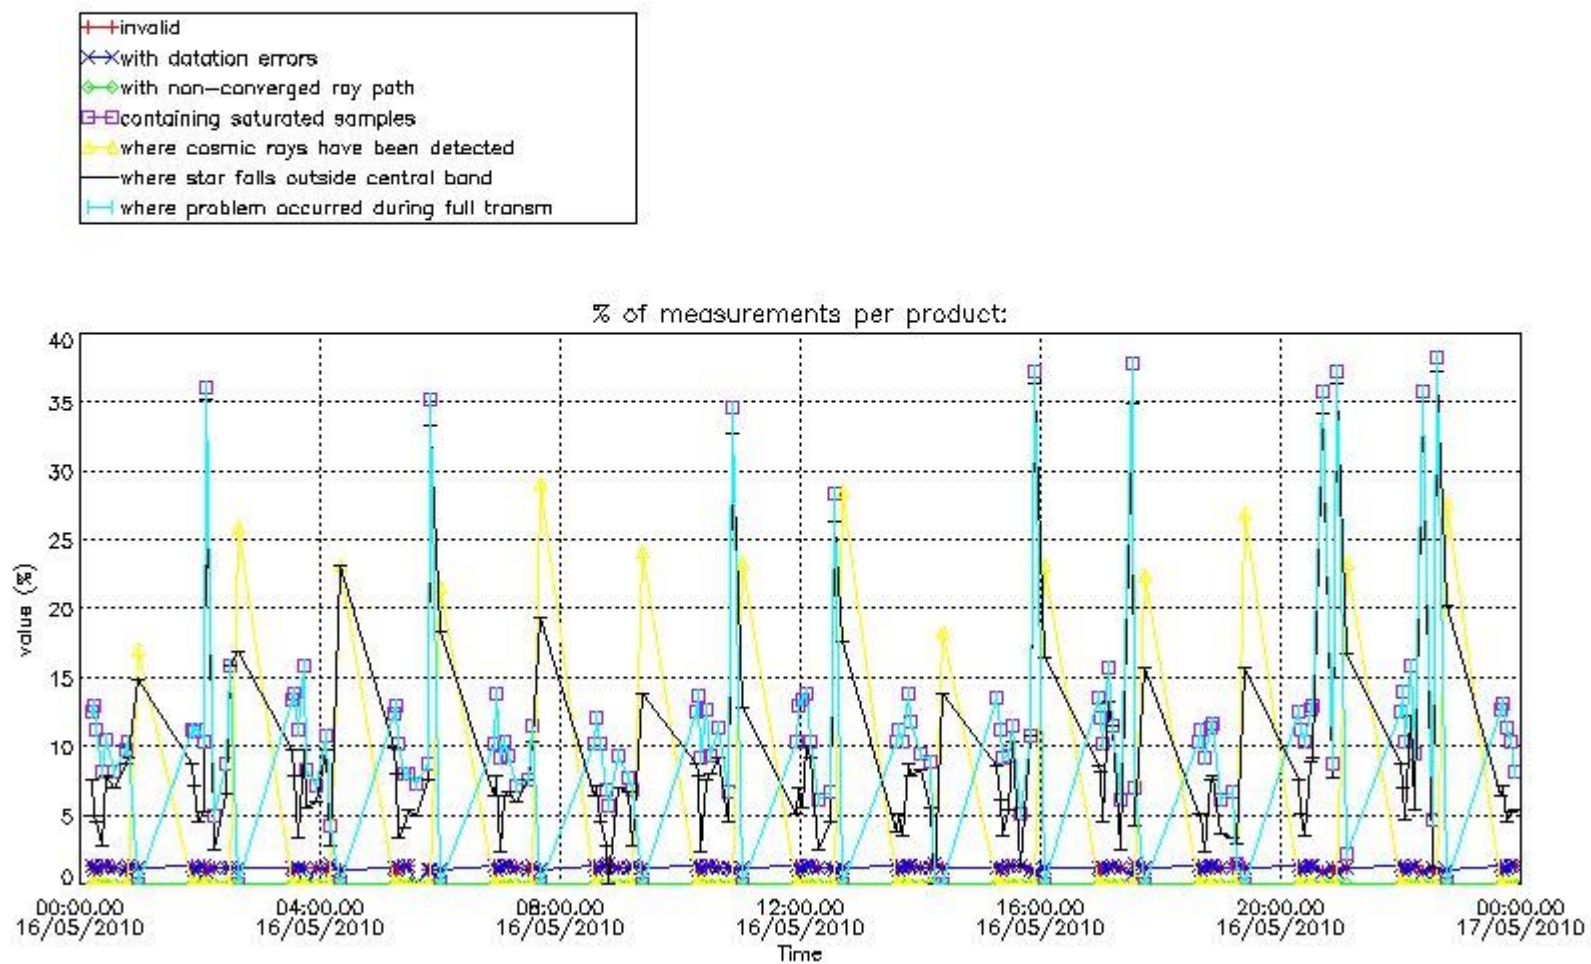 invalid
with datation errors
with non-converged ray path
containing saturated samples
where cosmic rays have been detected
where star falls outside central band
where problem occurred during full transm
% of measurements per product:
40
35
30
25
20
15
10
5
0
value (%)
00:00:00 04:00:00 08:00:00 12:00:00 16:00:00 20:00:00 00:00:00
16/05/2010 16/05/2010 16/05/2010 16/05/2010 16/05/2010 16/05/2010 17/05/2010
Time